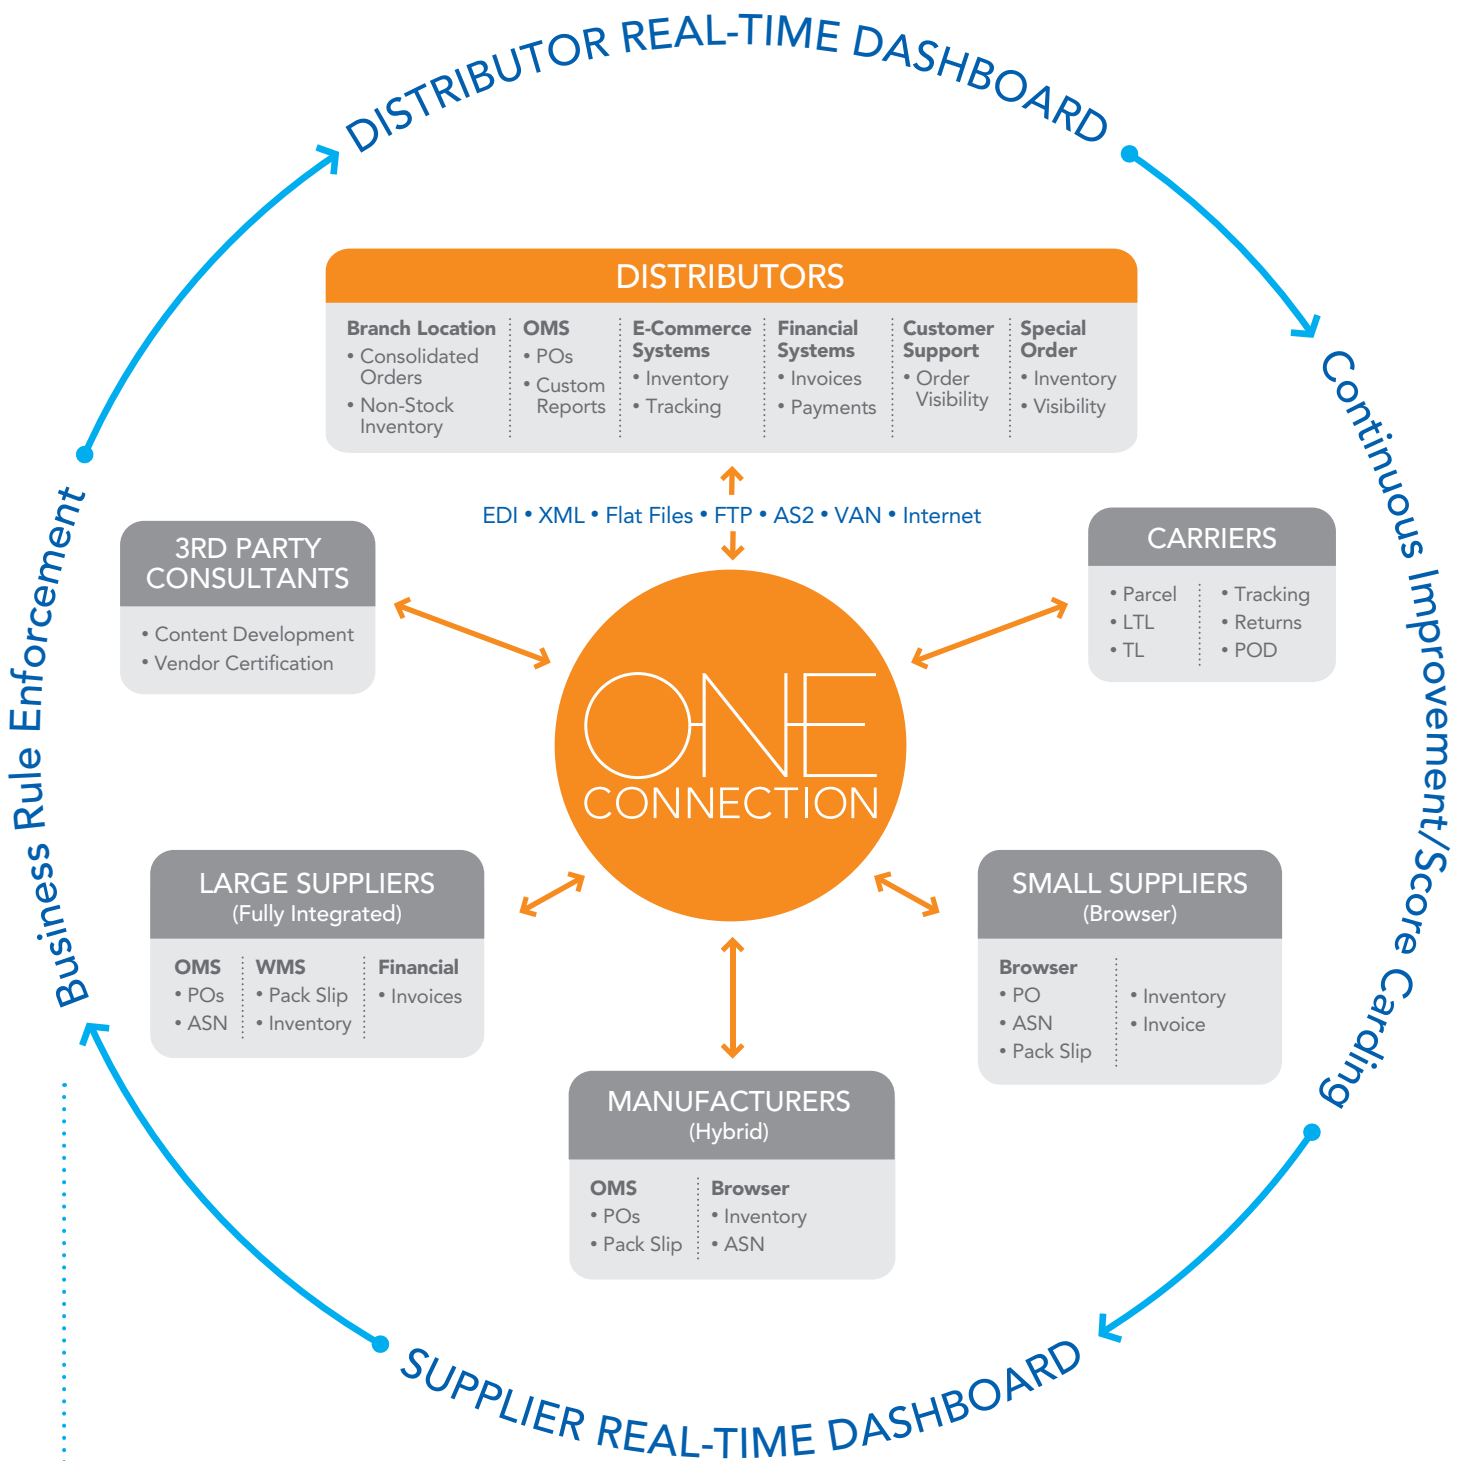 DISTRIBUTOR REAL-TIME DASHBOARD
DISTRIBUTORS
Branch Location
• Consolidated
Orders
• Non-Stock
Inventory
OMS
• POs
• Custom
Reports
E-Commerce
Systems
• Inventory
• Tracking
Financial
Systems
• Invoices
• Payments
Customer
Support
• Order
Visibility
Special
Order
• Inventory
• Visibility
EDI • XML • Flat Files • FTP • AS2 • VAN • Internet
3RD PARTY
CONSULTANTS
• Content Development
• Vendor Certification
CARRIERS
• Parcel
• LTL
• TL
• Tracking
• Returns
• POD
ONE
CONNECTION
Business Rule Enforcement
Continuous Improvement/Score Carding
LARGE SUPPLIERS
(Fully Integrated)
OMS
• POs
• ASN
WMS
• Pack Slip
• Inventory
Financial
• Invoices
SMALL SUPPLIERS
(Browser)
Browser
• PO
• ASN
• Pack Slip
• Inventory
• Invoice
MANUFACTURERS
(Hybrid)
OMS
• POs
• Pack Slip
Browser
• Inventory
• ASN
SUPPLIER REAL-TIME DASHBOARD